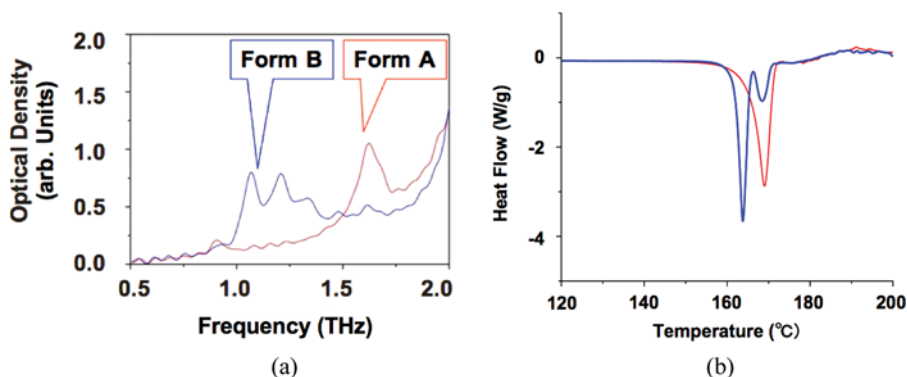 2.0
1.5
1.0
0.5
0.0
Optical Density
(arb. Units)
Form B
Form A
0.5 1.0 1.5 2.0
Frequency (THz)
(a)
0
-2
-4
Heat Flow (W/g)
120 140 160 180 200
Temperature (℃)
(b)